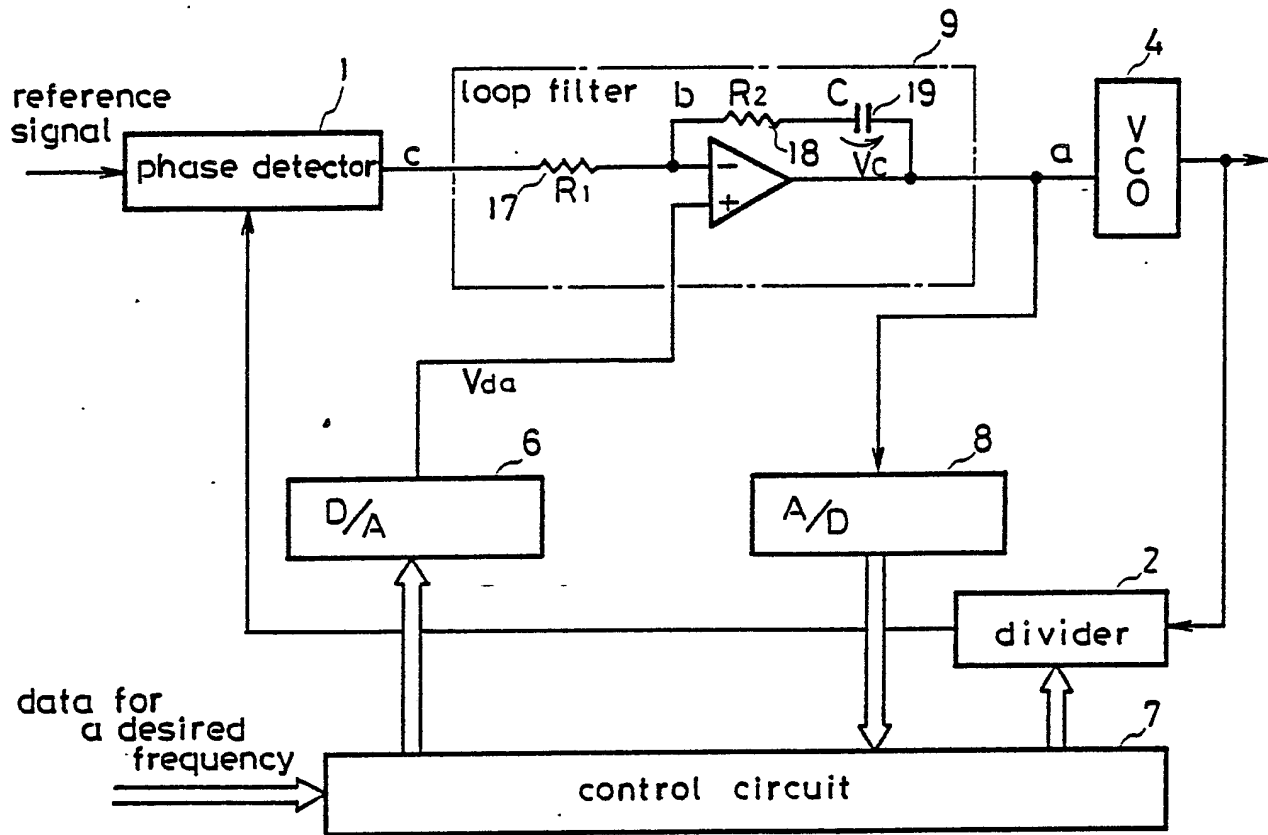 9
4
1
reference
signal
loop filter
b
R2
C
19
18
Vc
phase detector
c
17
R1
−
+
a
VCO
Vda
6
8
D/A
A/D
2
divider
data for
a desired
frequency
7
control circuit